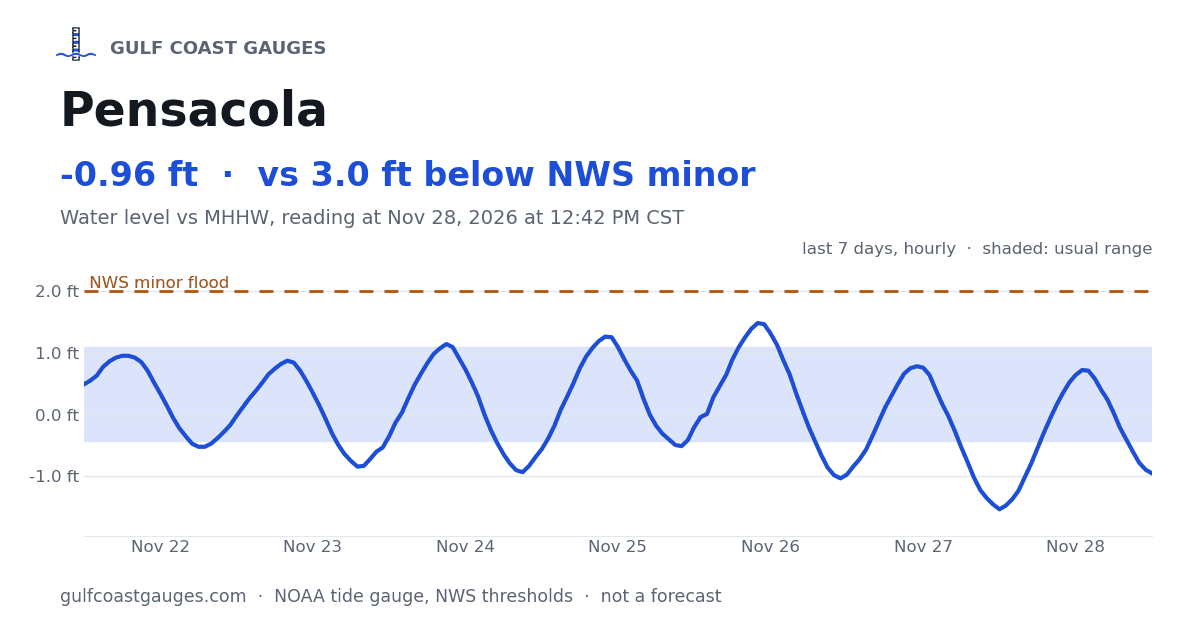 GULF COAST GAUGES
Pensacola
-0.96 ft · vs 3.0 ft below NWS minor
Water level vs MHHW, reading at Nov 28, 2026 at 12:42 PM CST
last 7 days, hourly · shaded: usual range
NWS minor flood
2.0 ft
1.0 ft
0.0 ft
-1.0 ft
Nov 22 Nov 23 Nov 24 Nov 25 Nov 26 Nov 27 Nov 28
gulfcoastgauges.com · NOAA tide gauge, NWS thresholds · not a forecast